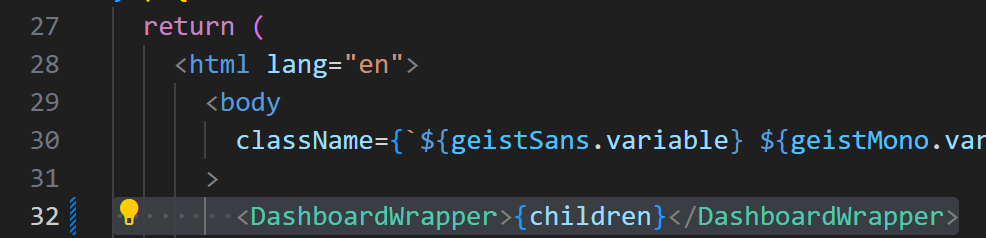 27 return (
28 <html lang="en">
29 <body
30 className={`${geistSans.variable} ${geistMono.var
31 >
32 <DashboardWrapper>{children}</DashboardWrapper>